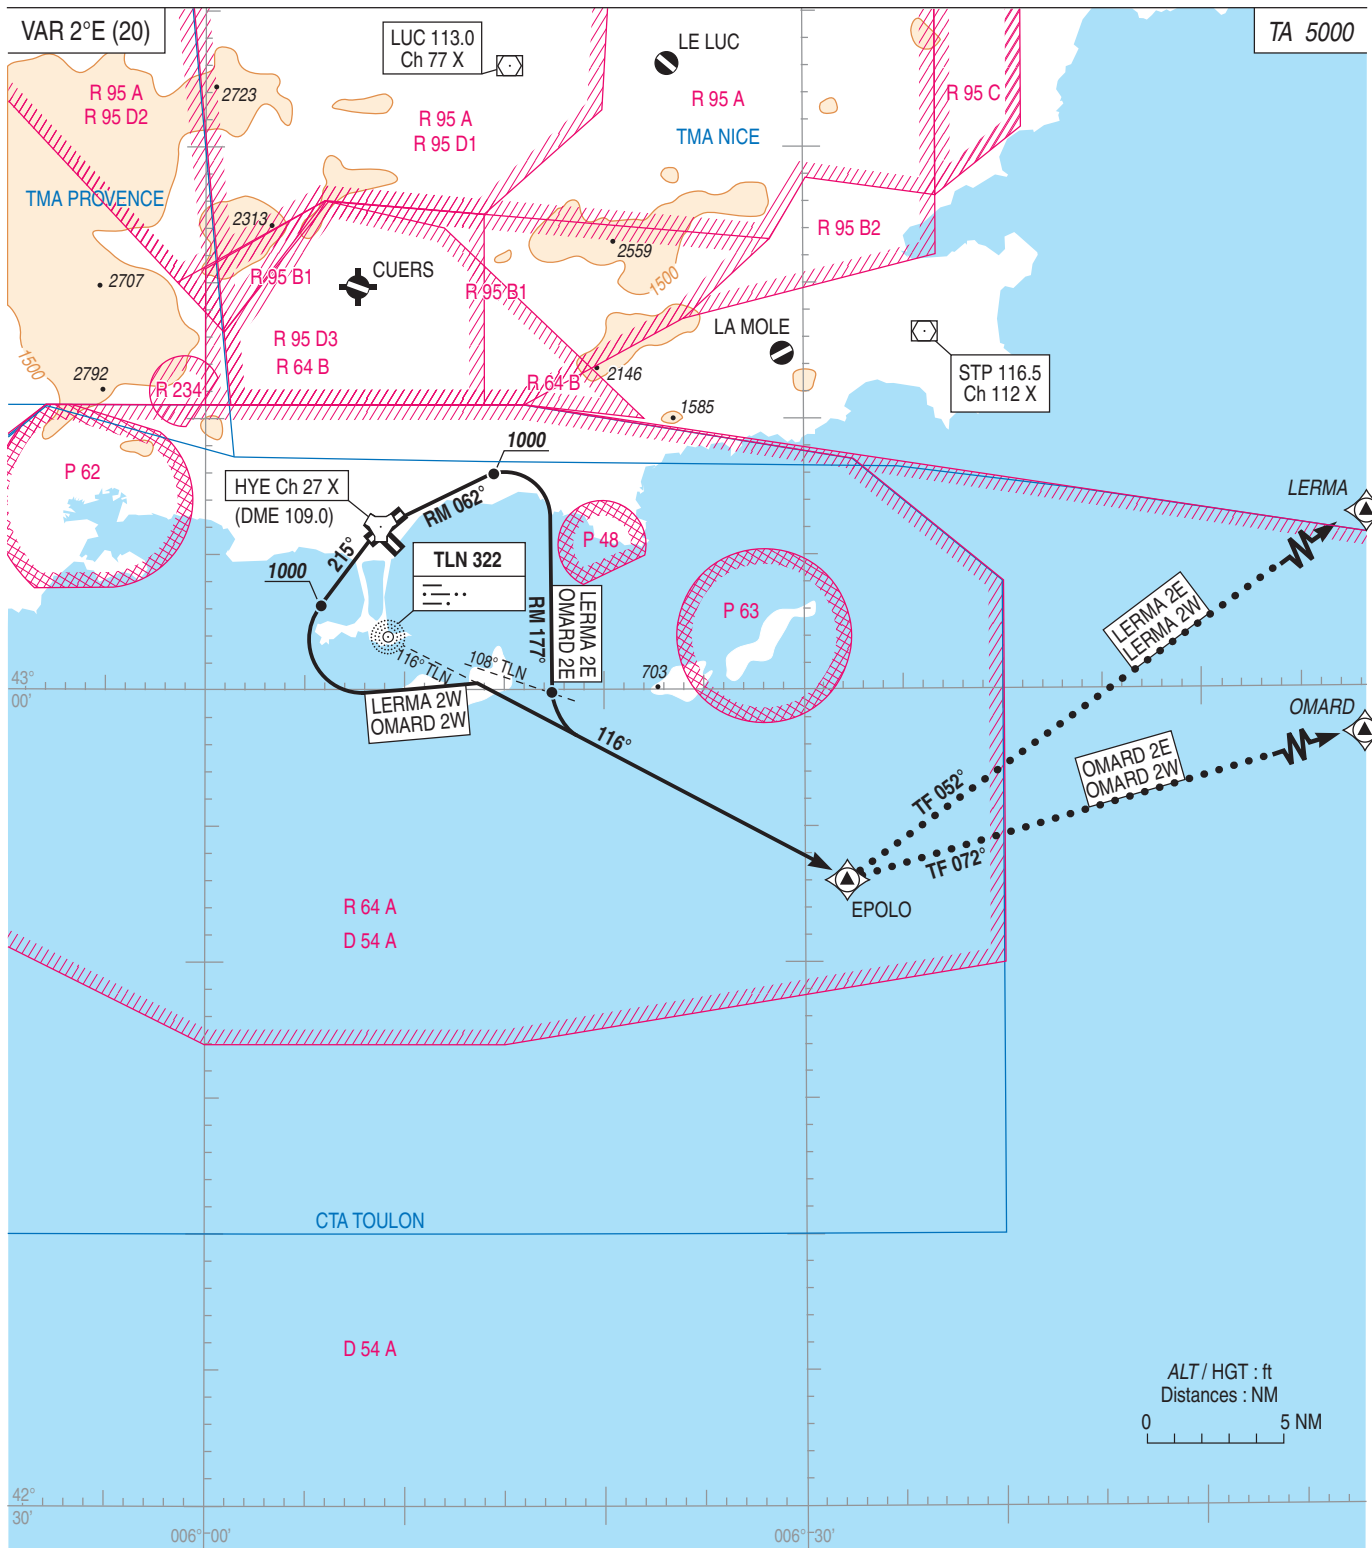 VAR 2°E (20)
LUC 113.0
Ch 77 X
LE LUC
TA 5000
R 95 A
R 95 D2
2723
R 95 A
R 95 D1
R 95 A
TMA NICE
R 95 C
TMA PROVENCE
2313
2559
R 95 B2
2707
R 95 B1
CUERS
R 95 B1
1500
LA MOLE
R 95 D3
R 64 B
1500
2792
R 234
R 64 B
2146
STP 116.5
Ch 112 X
1585
1000
P 62
HYE Ch 27 X
(DME 109.0)
RM 062°
LERMA
215°
P 48
TLN 322
1000
RM 177°
LERMA 2E
OMARD 2E
P 63
LERMA 2E
LERMA 2W
116° TLN
108° TLN
703
43°
00'
LERMA 2W
OMARD 2W
OMARD
116°
OMARD 2E
OMARD 2W
TF 052°
TF 072°
EPOLO
R 64 A
D 54 A
CTA TOULON
D 54 A
ALT / HGT : ft
Distances : NM
0
5 NM
42°
30'
006° 00'
006° 30'